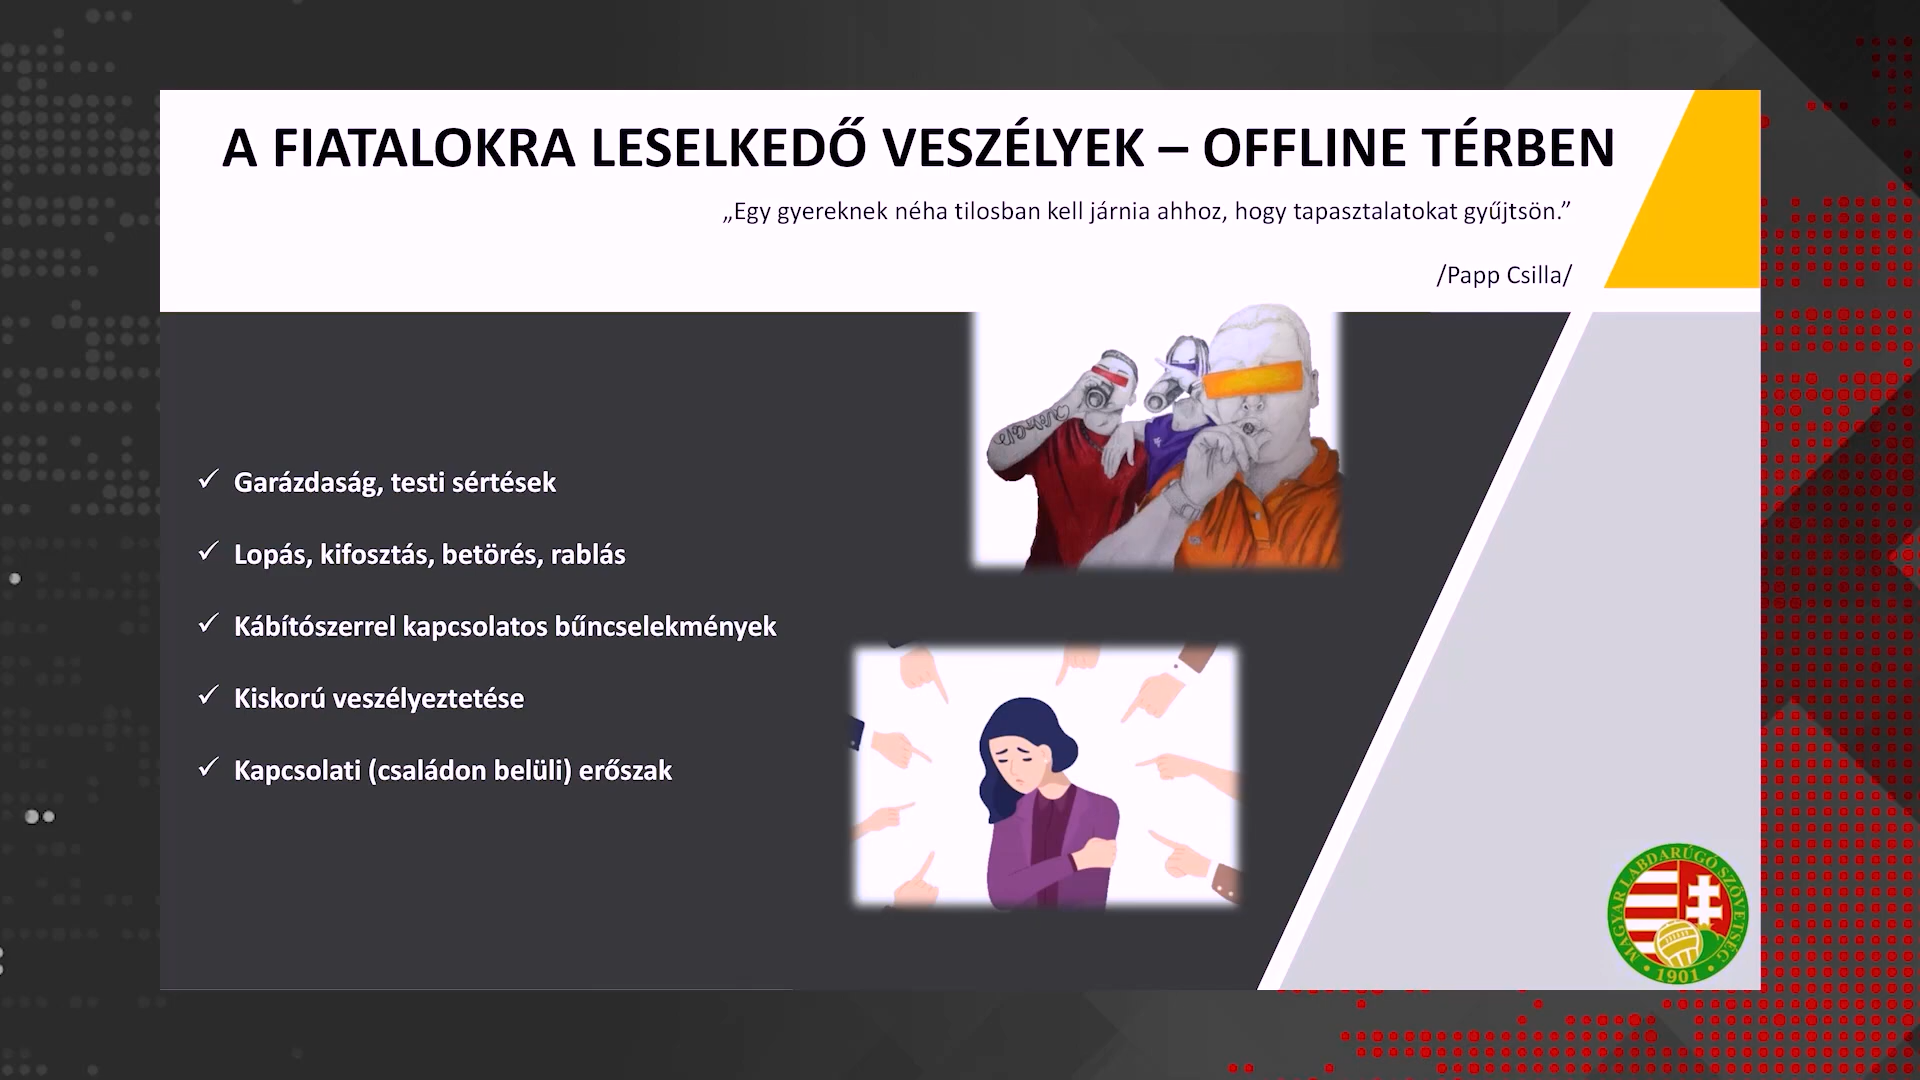 A FIATALOKRA LESELKEDŐ VESZÉLYEK – OFFLINE TÉRBEN
„Egy gyereknek néha tilosban kell járnia ahhoz, hogy tapasztalatokat gyűjtsön.”
/Papp Csilla/
Garázdaság, testi sértések
Lopás, kifosztás, betörés, rablás
Kábítószerrel kapcsolatos bűncselekmények
Kiskorú veszélyeztetése
Kapcsolati (családon belüli) erőszak
MAGYAR LABDARÚGÓ SZÖVETSÉG
• 1901 •